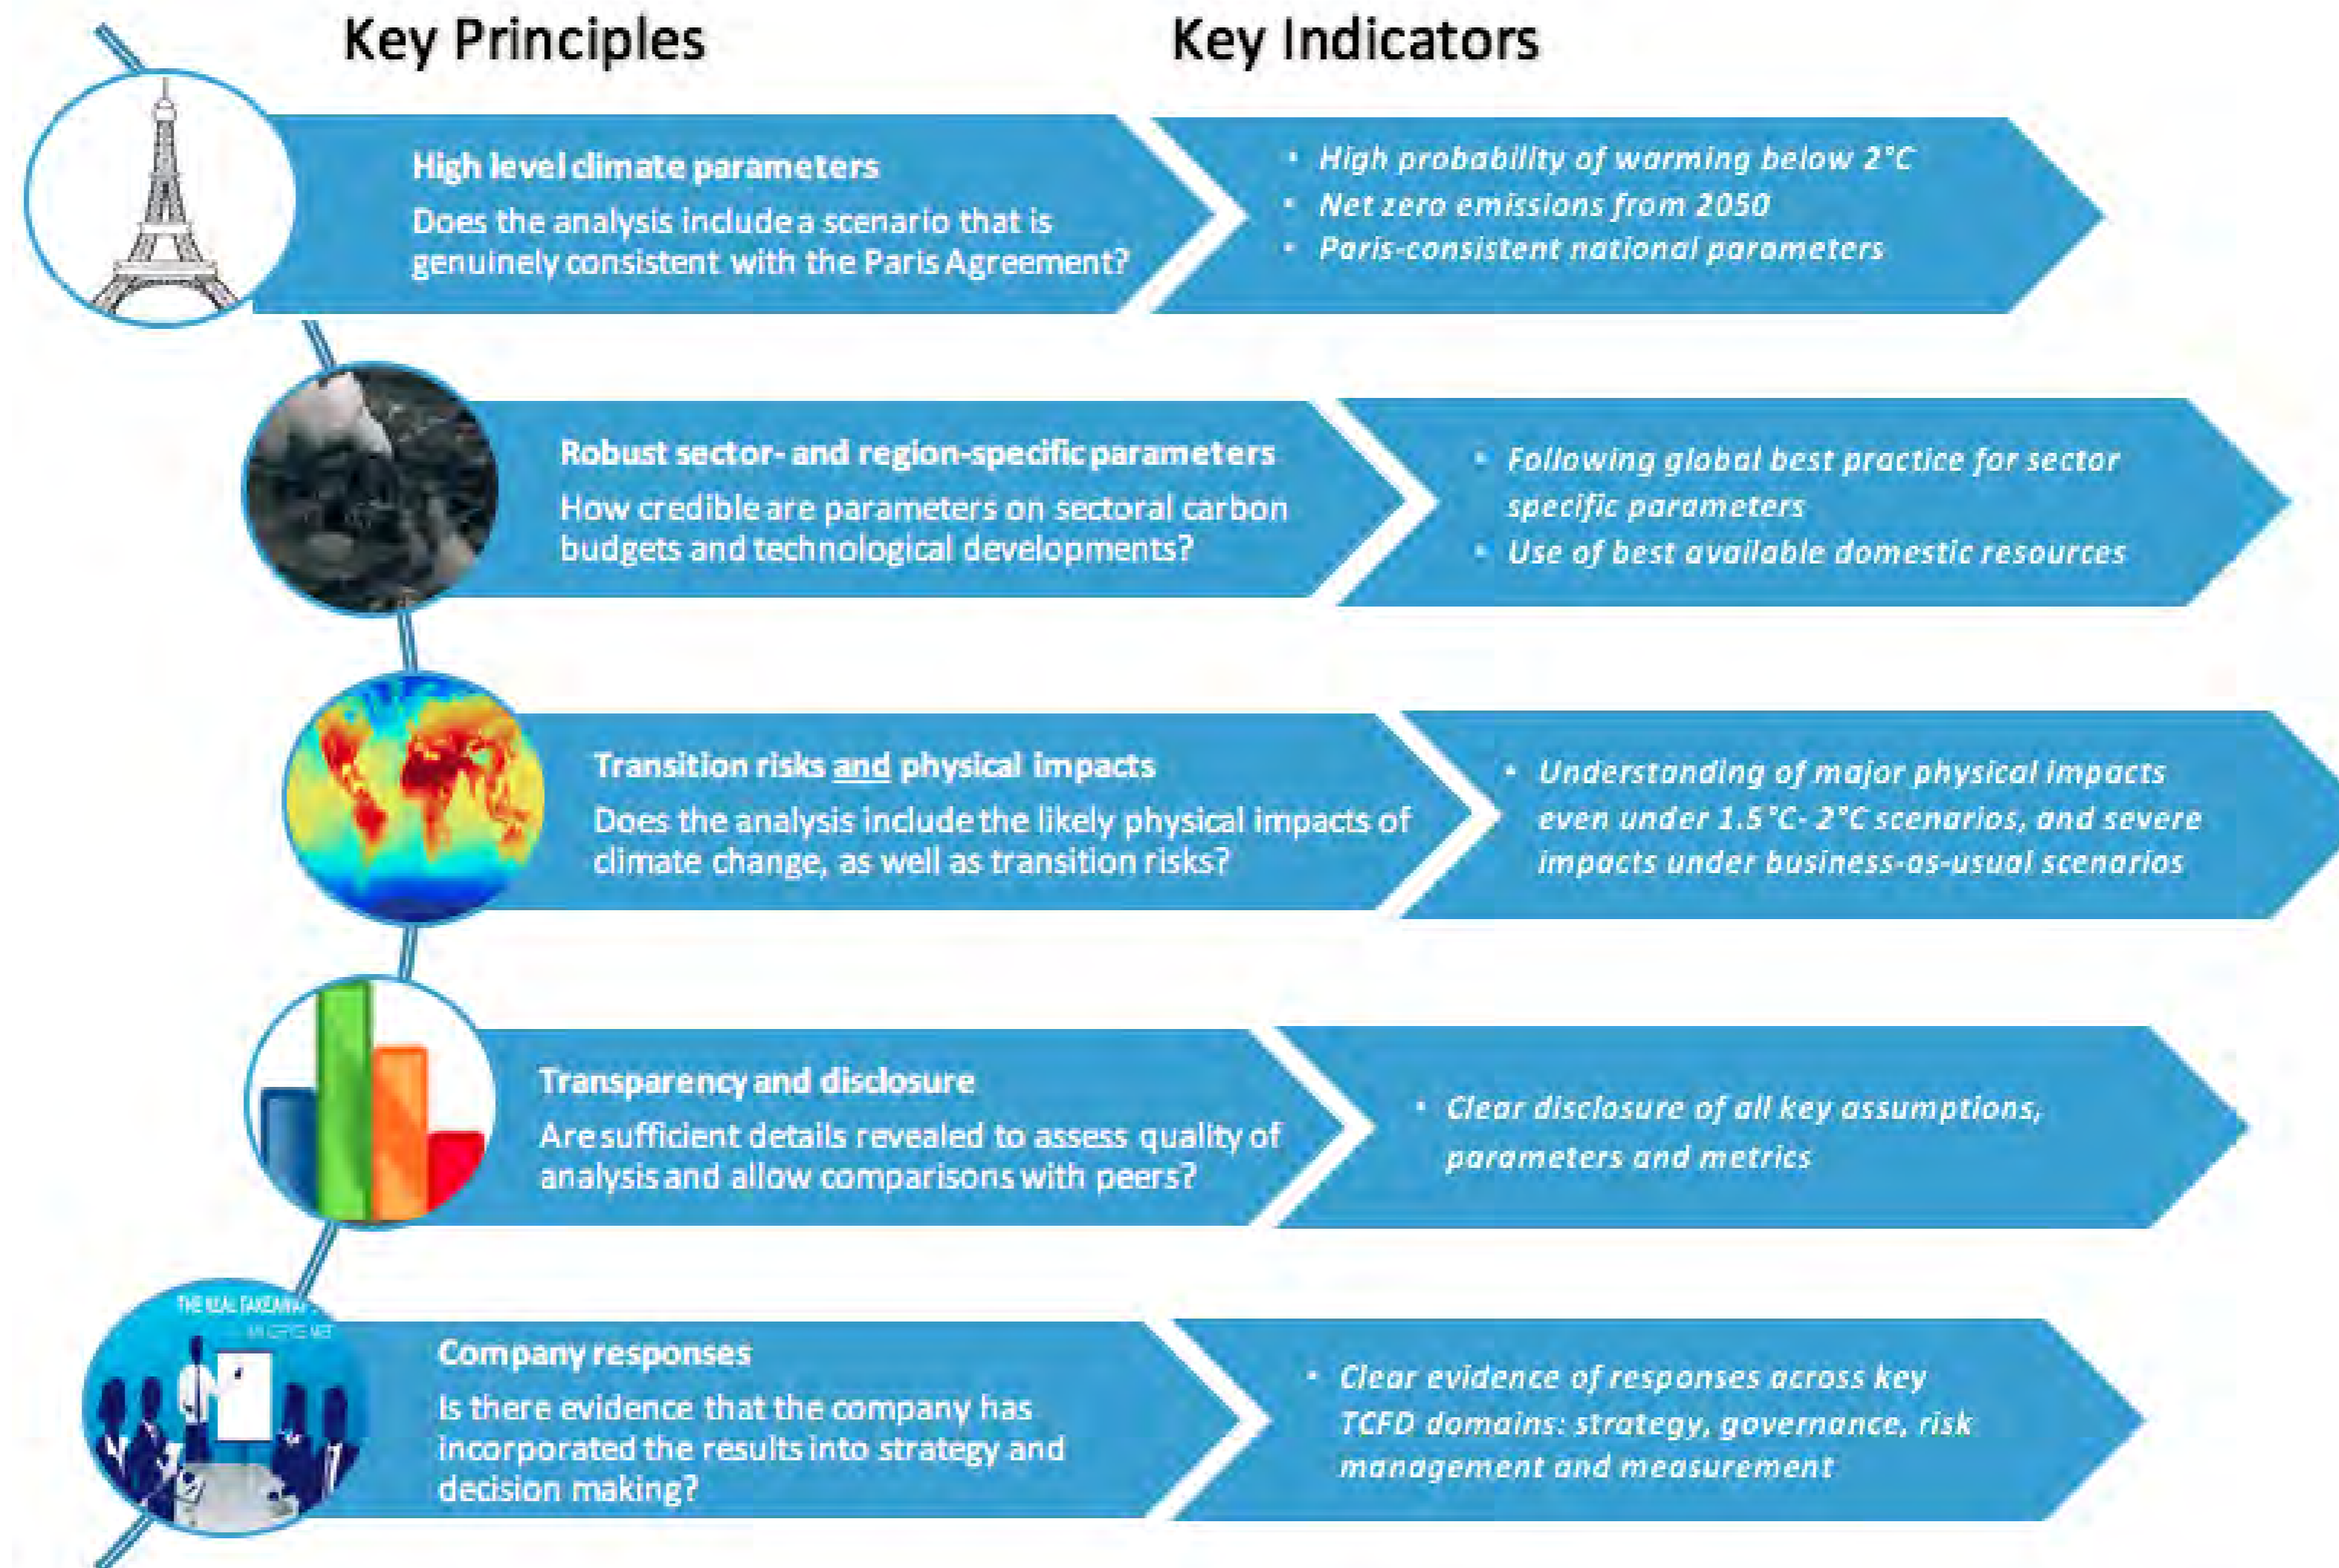 Key Principles
Key Indicators
High level climate parameters
Does the analysis include a scenario that is
genuinely consistent with the Paris Agreement?
• High probability of warming below 2°C
• Net zero emissions from 2050
• Paris-consistent national parameters
Robust sector- and region-specific parameters
How credible are parameters on sectoral carbon
budgets and technological developments?
• Following global best practice for sector
specific parameters
• Use of best available domestic resources
Transition risks and physical impacts
Does the analysis include the likely physical impacts of
climate change, as well as transition risks?
• Understanding of major physical impacts
even under 1.5°C- 2°C scenarios, and severe
impacts under business-as-usual scenarios
Transparency and disclosure
Are sufficient details revealed to assess quality of
analysis and allow comparisons with peers?
• Clear disclosure of all key assumptions,
parameters and metrics
THE REAL
Company responses
Is there evidence that the company has
incorporated the results into strategy and
decision making?
• Clear evidence of responses across key
TCFD domains: strategy, governance, risk
management and measurement